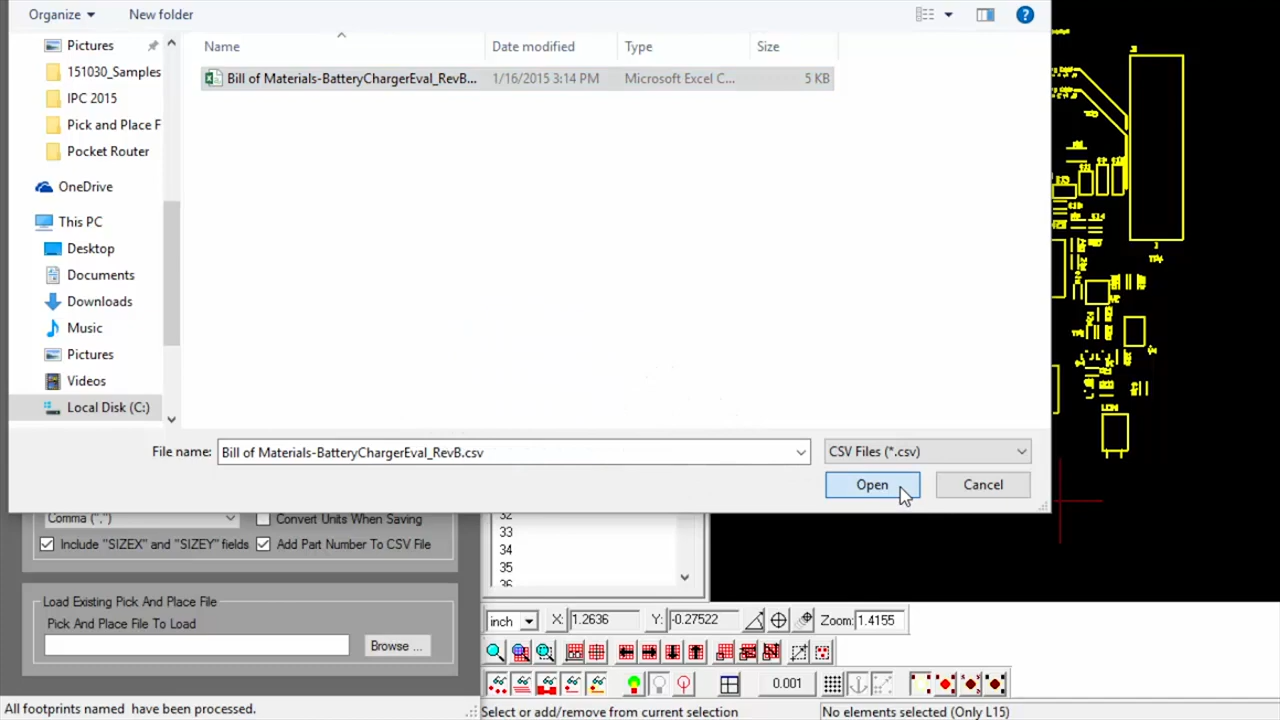 Organize
New folder
Name
Date modified
Type
Size
Bill of Materials-BatteryChargerEval_RevB...
1/16/2015 3:14 PM
Microsoft Excel C...
5 KB
Pictures
151030_Samples
IPC 2015
Pick and Place F
Pocket Router
OneDrive
This PC
Desktop
Documents
Downloads
Music
Pictures
Videos
Local Disk (C:)
File name:
Bill of Materials-BatteryChargerEval_RevB.csv
CSV Files (*.csv)
Open
Cancel
Comma (",")
Convert Units When Saving
Include "SIZEX" and "SIZEY" fields
Add Part Number To CSV File
33
34
35
36
Load Existing Pick And Place File
Pick And Place File To Load
Browse ...
inch
X: 1.2636
Y: -0.27522
Zoom: 1.4155
0.001
All footprints named have been processed.
Select or add/remove from current selection
No elements selected (Only L15)